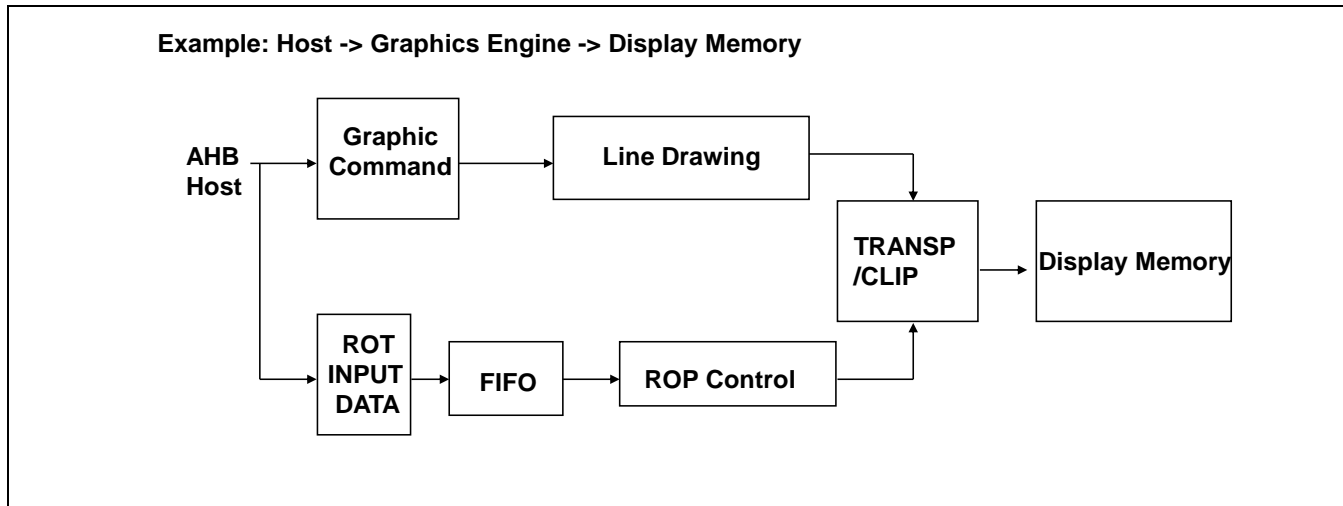 Example: Host -> Graphics Engine -> Display Memory
AHB
Host
Graphic
Command
Line Drawing
TRANSP
/CLIP
Display Memory
ROT
INPUT
DATA
FIFO
ROP Control